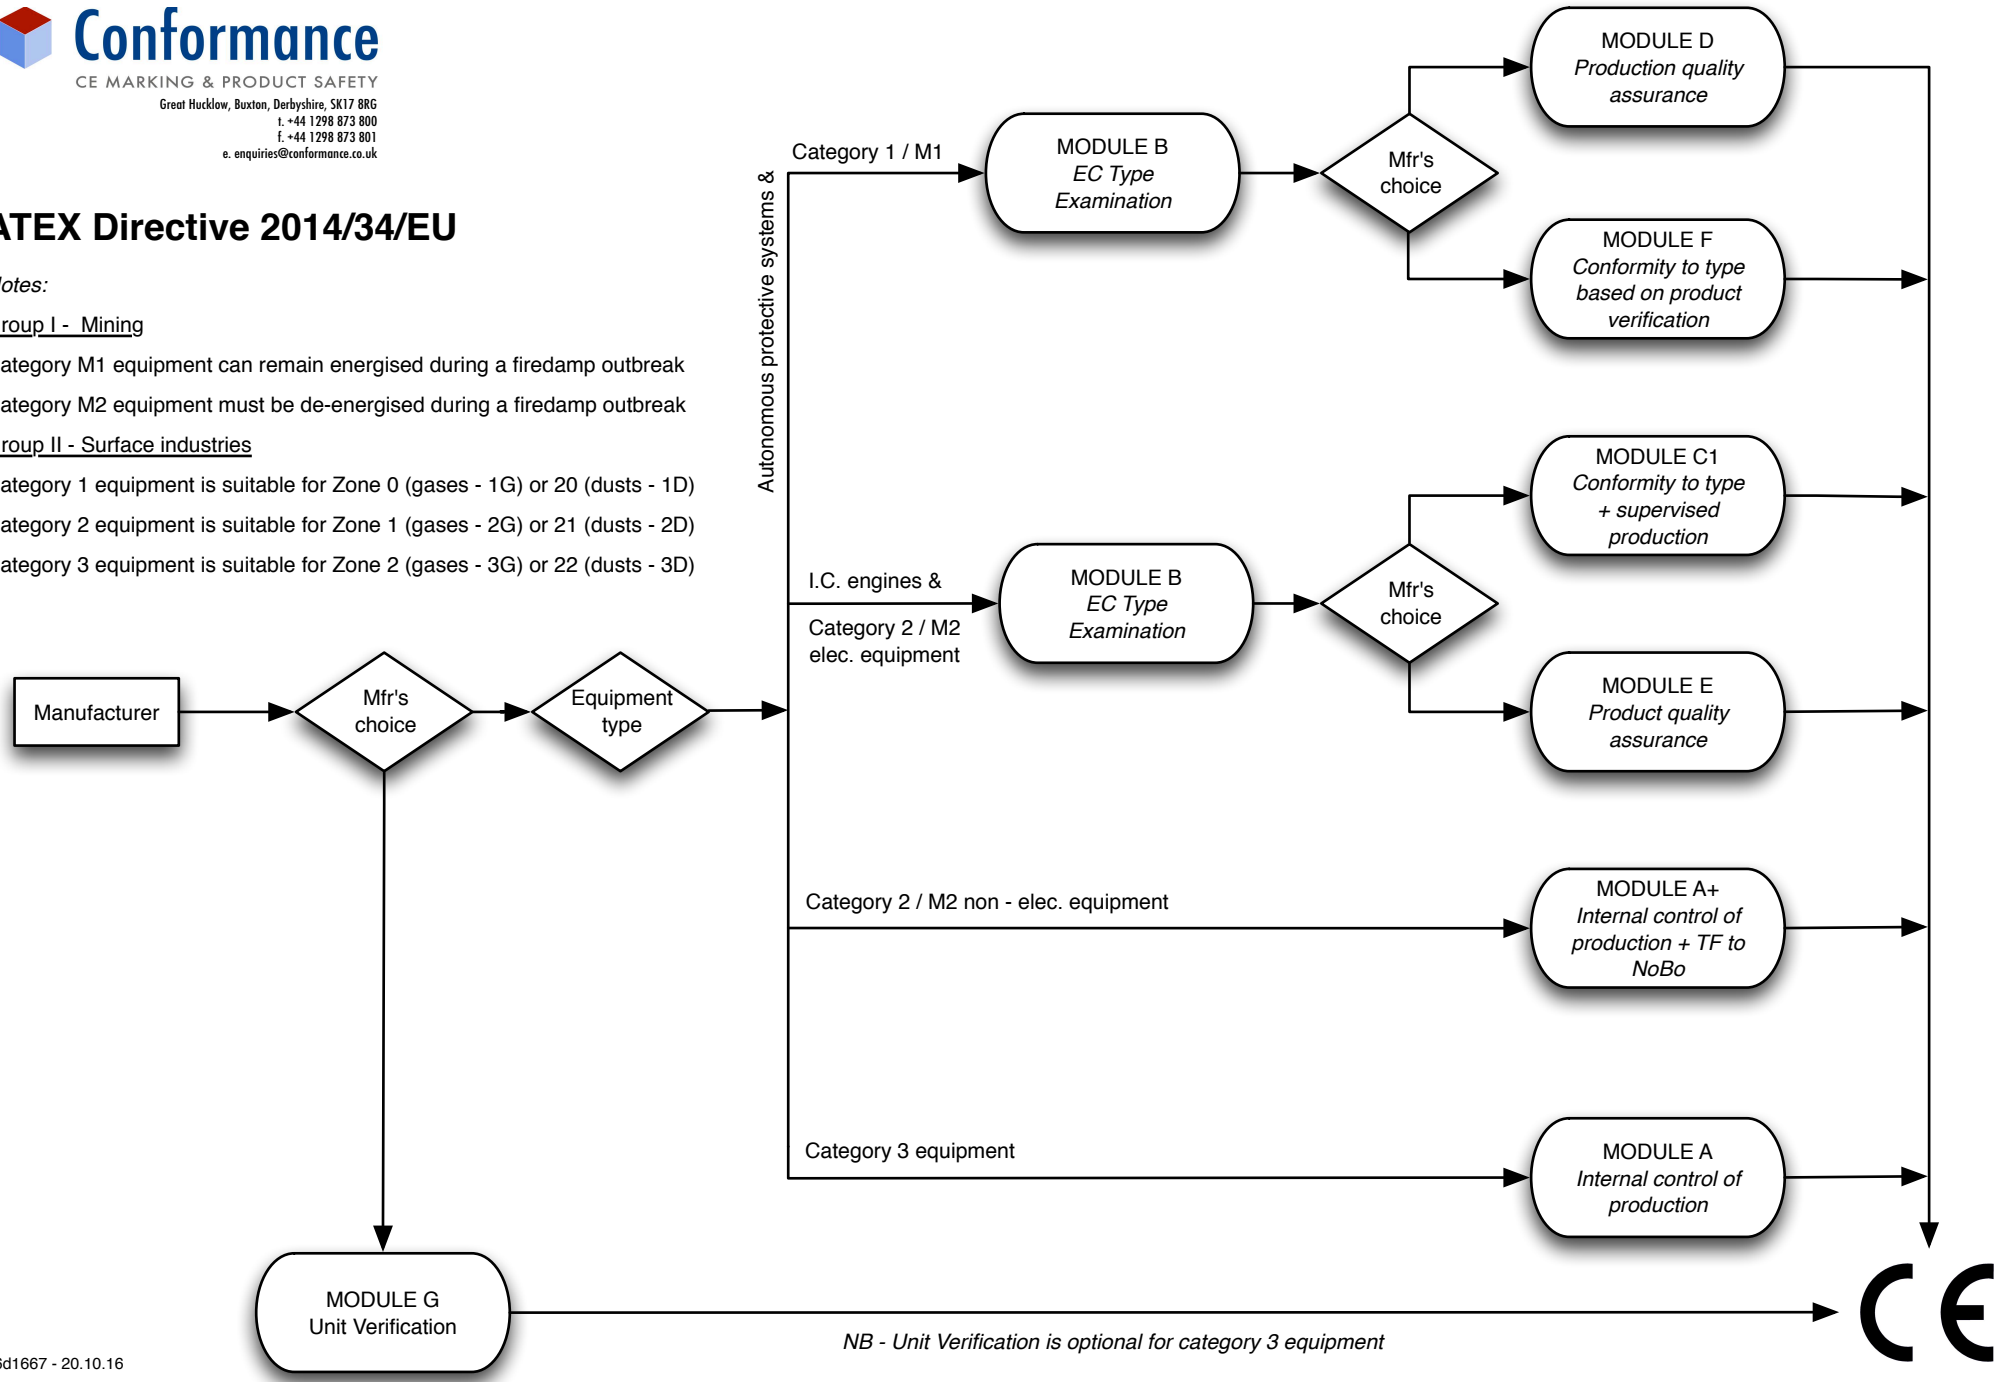 Conformance
CE MARKING & PRODUCT SAFETY
Great Hucklow, Buxton, Derbyshire, SK17 8RG
t. +44 1298 873 800
f. +44 1298 873 801
e. enquiries@conformance.co.uk
ATEX Directive 2014/34/EU
lotes:
roup I - Mining
ategory M1 equipment can remain energised during a firedamp outbreak
ategory M2 equipment must be de-energised during a firedamp outbreak
roup II - Surface industries
ategory 1 equipment is suitable for Zone 0 (gases - 1G) or 20 (dusts - 1D)
ategory 2 equipment is suitable for Zone 1 (gases - 2G) or 21 (dusts - 2D)
ategory 3 equipment is suitable for Zone 2 (gases - 3G) or 22 (dusts - 3D)
Manufacturer
Mfr's
choice
Equipment
type
Autonomous protective systems &
Category 1 / M1
MODULE B
EC Type
Examination
Mfr's
choice
MODULE D
Production quality
assurance
MODULE F
Conformity to type
based on product
verification
I.C. engines &
Category 2 / M2
elec. equipment
MODULE B
EC Type
Examination
Mfr's
choice
MODULE C1
Conformity to type
+ supervised
production
MODULE E
Product quality
assurance
Category 2 / M2 non - elec. equipment
MODULE A+
Internal control of
production + TF to
NoBo
Category 3 equipment
MODULE A
Internal control of
production
MODULE G
Unit Verification
NB - Unit Verification is optional for category 3 equipment
CE
6d1667 - 20.10.16